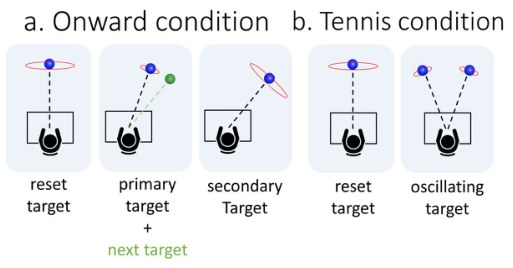 a. Onward condition
reset
target
primary
target
+
next target
secondary
Target
b. Tennis condition
reset
target
oscillating
target